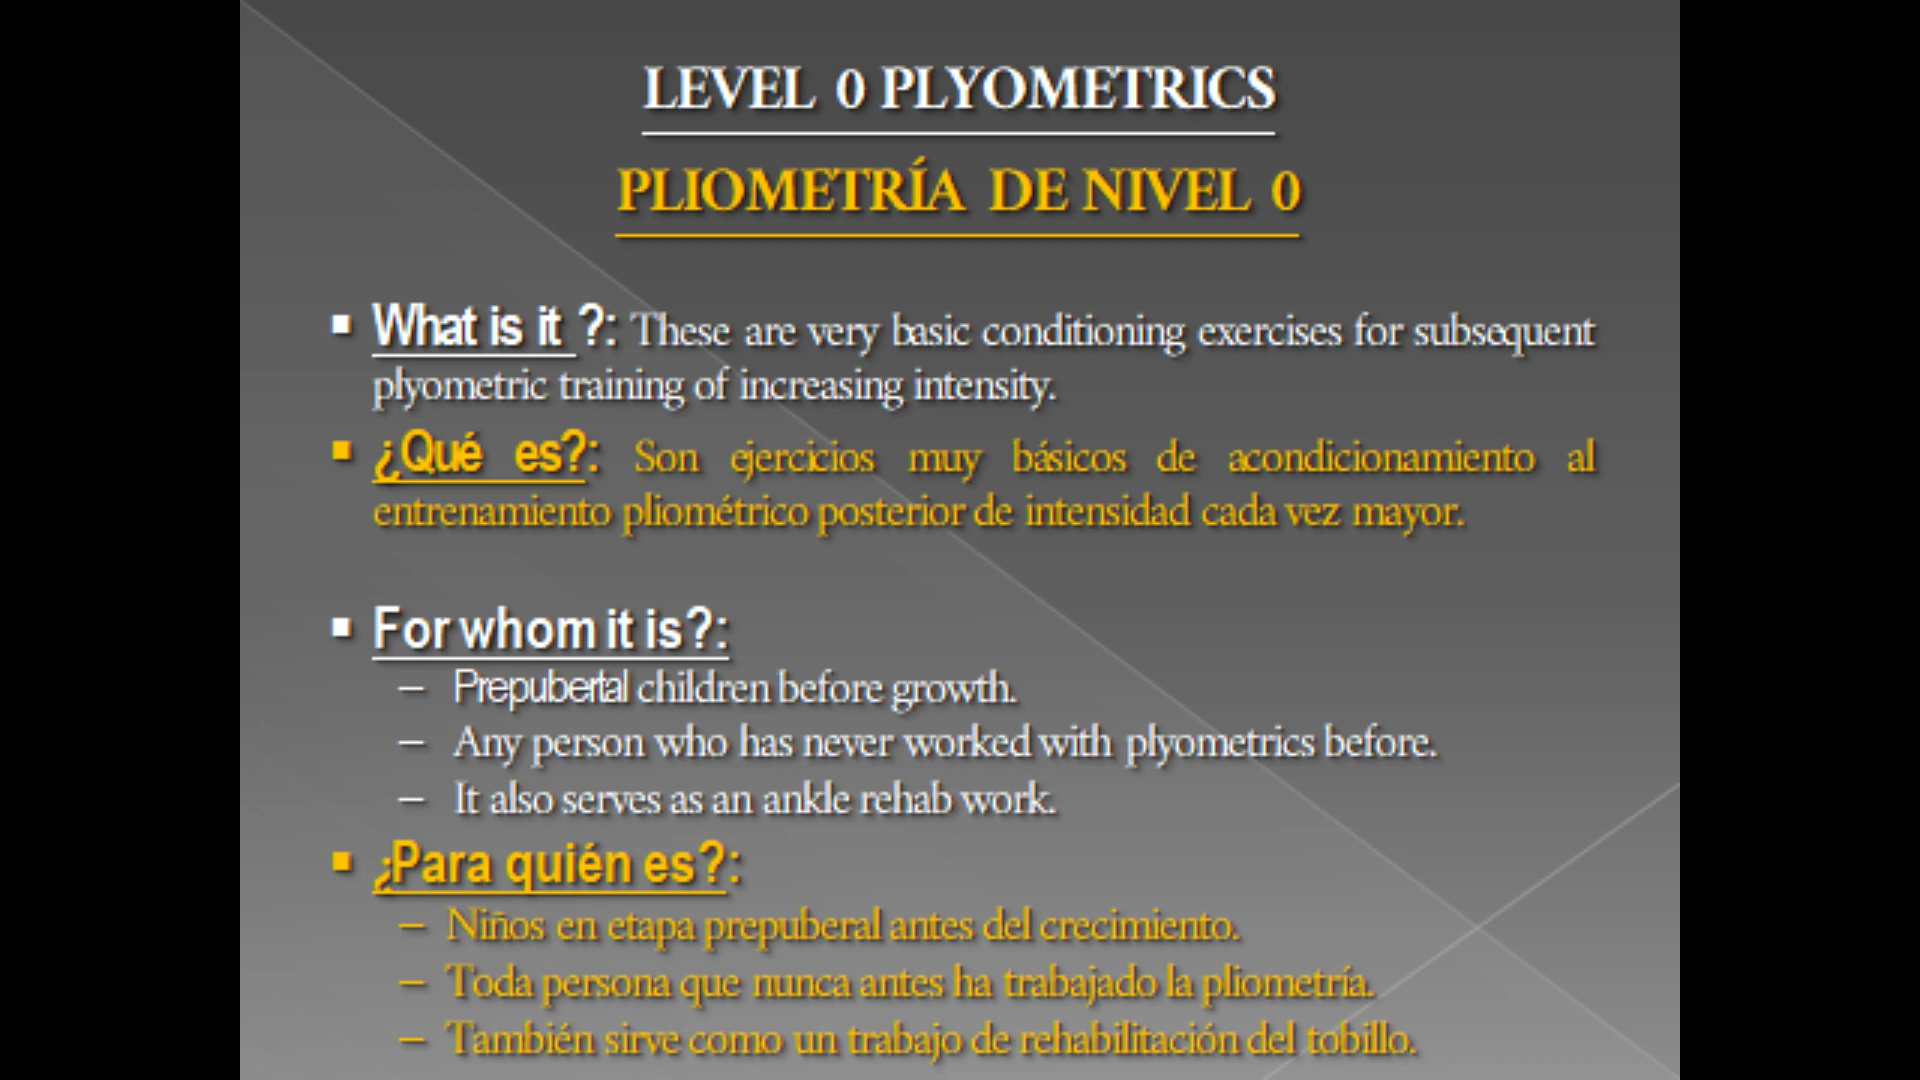 LEVEL 0 PLYOMETRICS
PLIOMETRÍA DE NIVEL 0
▪ What is it ?: These are very basic conditioning exercises for subsequent
plyometric training of increasing intensity.
▪ ¿Qué es?: Son ejercicios muy básicos de acondicionamiento al
entrenamiento pliométrico posterior de intensidad cada vez mayor.
▪ For whom it is?:
– Prepubertal children before growth.
– Any person who has never worked with plyometrics before.
– It also serves as an ankle rehab work.
▪ ¿Para quién es?:
– Niños en etapa prepuberal antes del crecimiento.
– Toda persona que nunca antes ha trabajado la pliometría.
– También sirve como un trabajo de rehabilitación del tobillo.